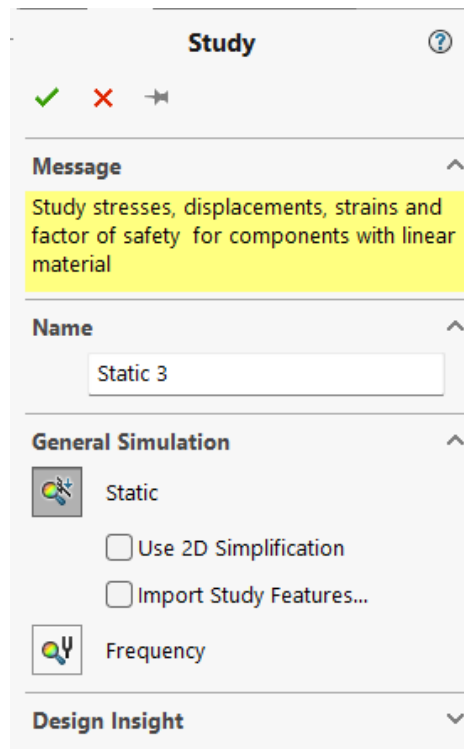 Study
Message
Study stresses, displacements, strains and
factor of safety for components with linear
material
Name
Static 3
General Simulation
Static
Use 2D Simplification
Import Study Features...
Frequency
Design Insight